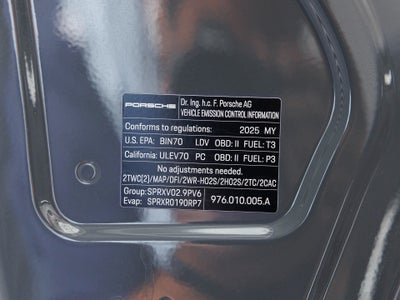 PORSCHE
Dr. Ing. h.c. F. Porsche AG
VEHICLE EMISSION CONTROL INFORMATION
Conforms to regulations: 2025 MY
U.S. EPA: BIN70 LDV OBD: II FUEL: T3
California: ULEV70 PC OBD: II FUEL: P3
No adjustments needed.
2TWC(2)/MAP/DFI/2WR-HO2S/2HO2S/2TC/2CAC
Group: SPRXV02.9PV6
Evap: SPRXR0190RP7
976.010.005.A